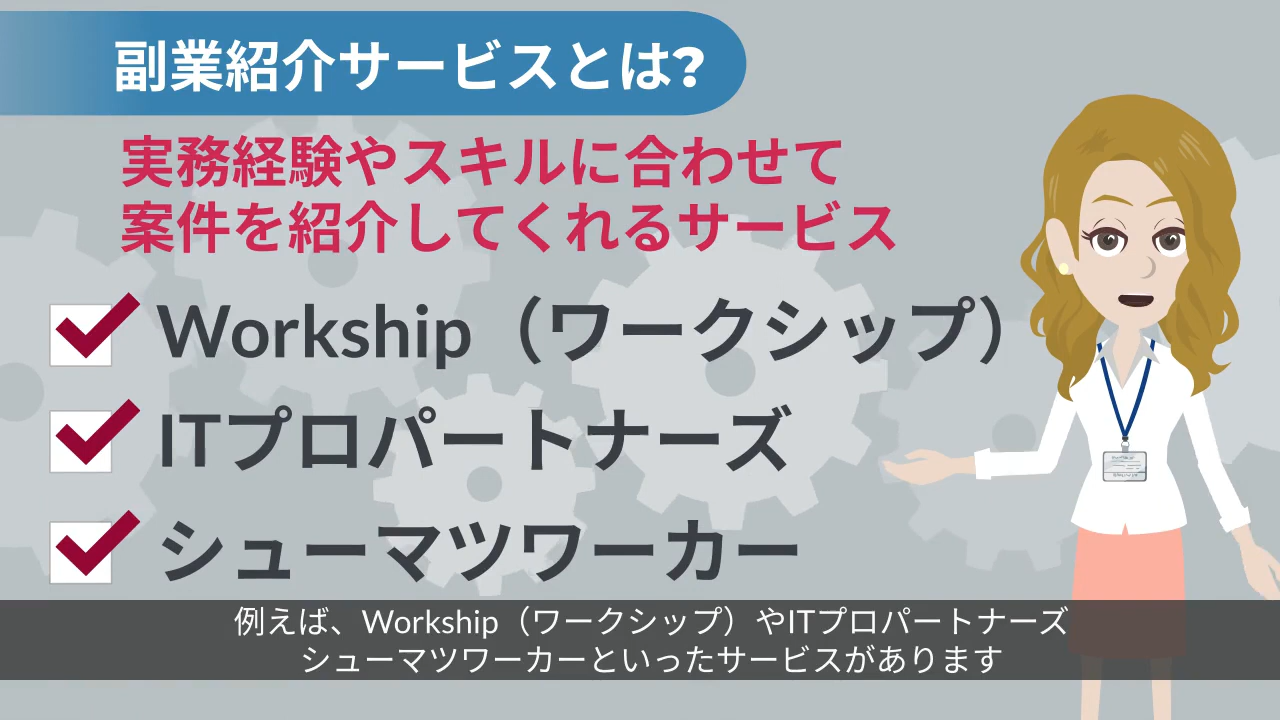 副業紹介サービスとは?
実務経験やスキルに合わせて
案件を紹介してくれるサービス
Workship（ワークシップ）
ITプロパートナーズ
シューマツワーカー
例えば、Workship（ワークシップ）やITプロパートナーズ
シューマツワーカーといったサービスがあります